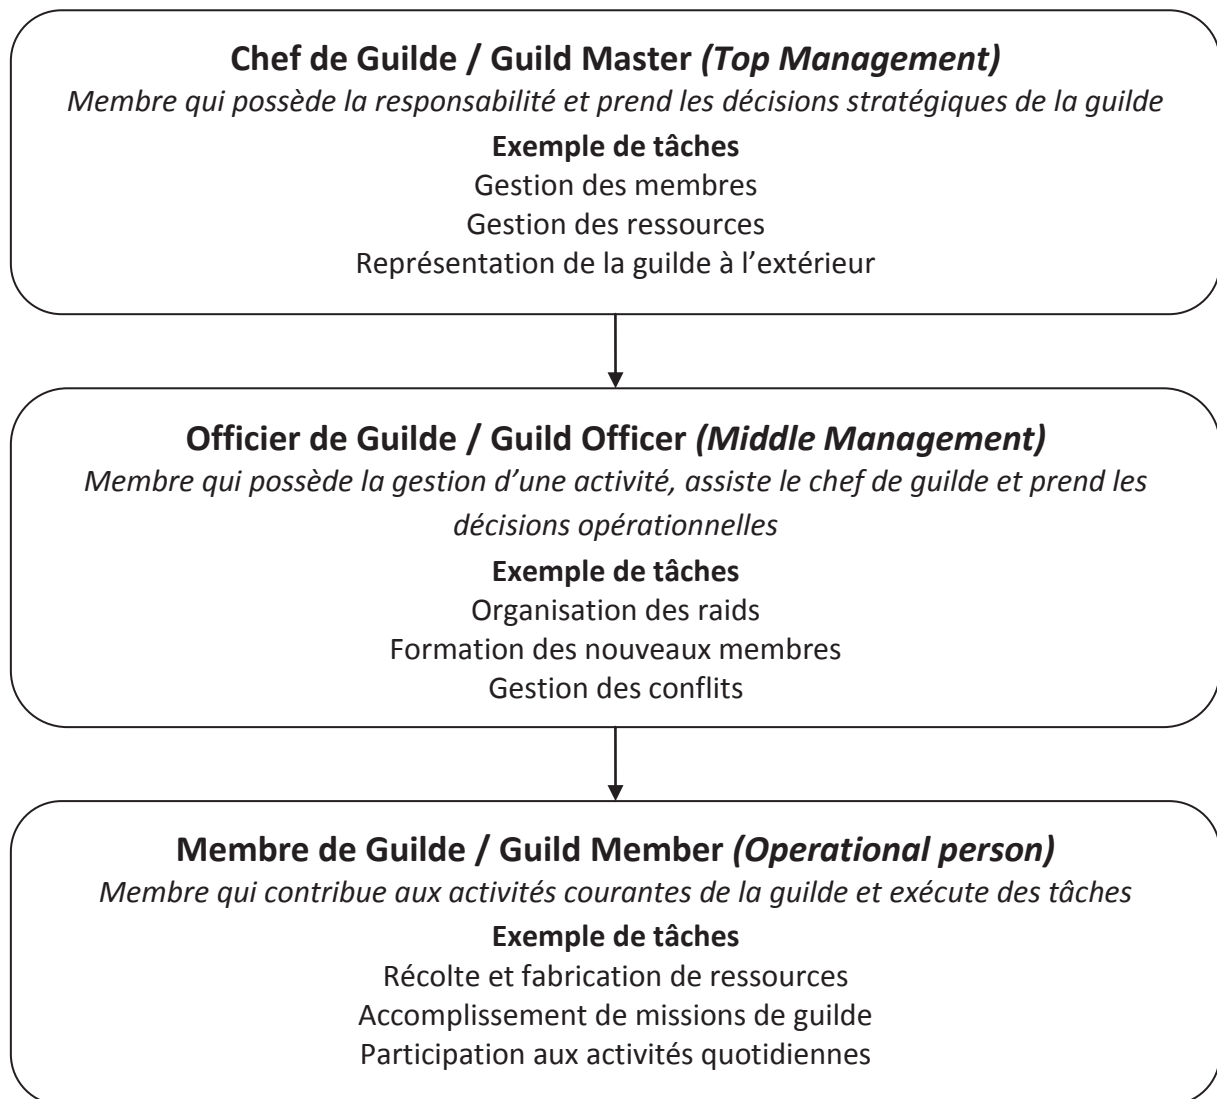 Chef de Guilde / Guild Master (Top Management)
Membre qui possède la responsabilité et prend les décisions stratégiques de la guilde
Exemple de tâches
Gestion des membres
Gestion des ressources
Représentation de la guilde à l’extérieur
Officier de Guilde / Guild Officer (Middle Management)
Membre qui possède la gestion d’une activité, assiste le chef de guilde et prend les
décisions opérationnelles
Exemple de tâches
Organisation des raids
Formation des nouveaux membres
Gestion des conflits
Membre de Guilde / Guild Member (Operational person)
Membre qui contribue aux activités courantes de la guilde et exécute des tâches
Exemple de tâches
Récolte et fabrication de ressources
Accomplissement de missions de guilde
Participation aux activités quotidiennes